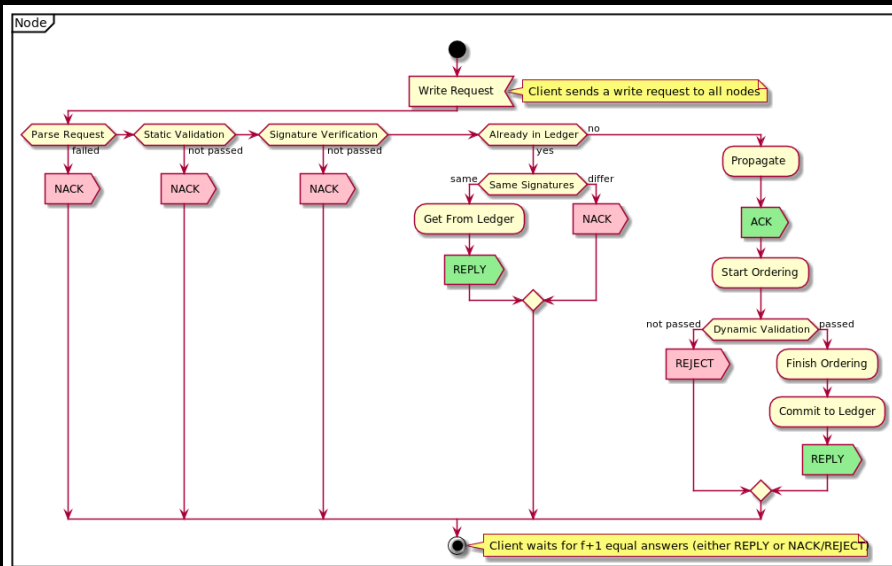 Node
Write Request
Client sends a write request to all nodes
Parse Request
Static Validation
Signature Verification
Already in Ledger
no
failed
not passed
not passed
yes
Propagate
NACK
NACK
NACK
same
Same Signatures
differ
Get From Ledger
NACK
ACK
REPLY
Start Ordering
not passed
Dynamic Validation
passed
REJECT
Finish Ordering
Commit to Ledger
REPLY
Client waits for f+1 equal answers (either REPLY or NACK/REJECT)